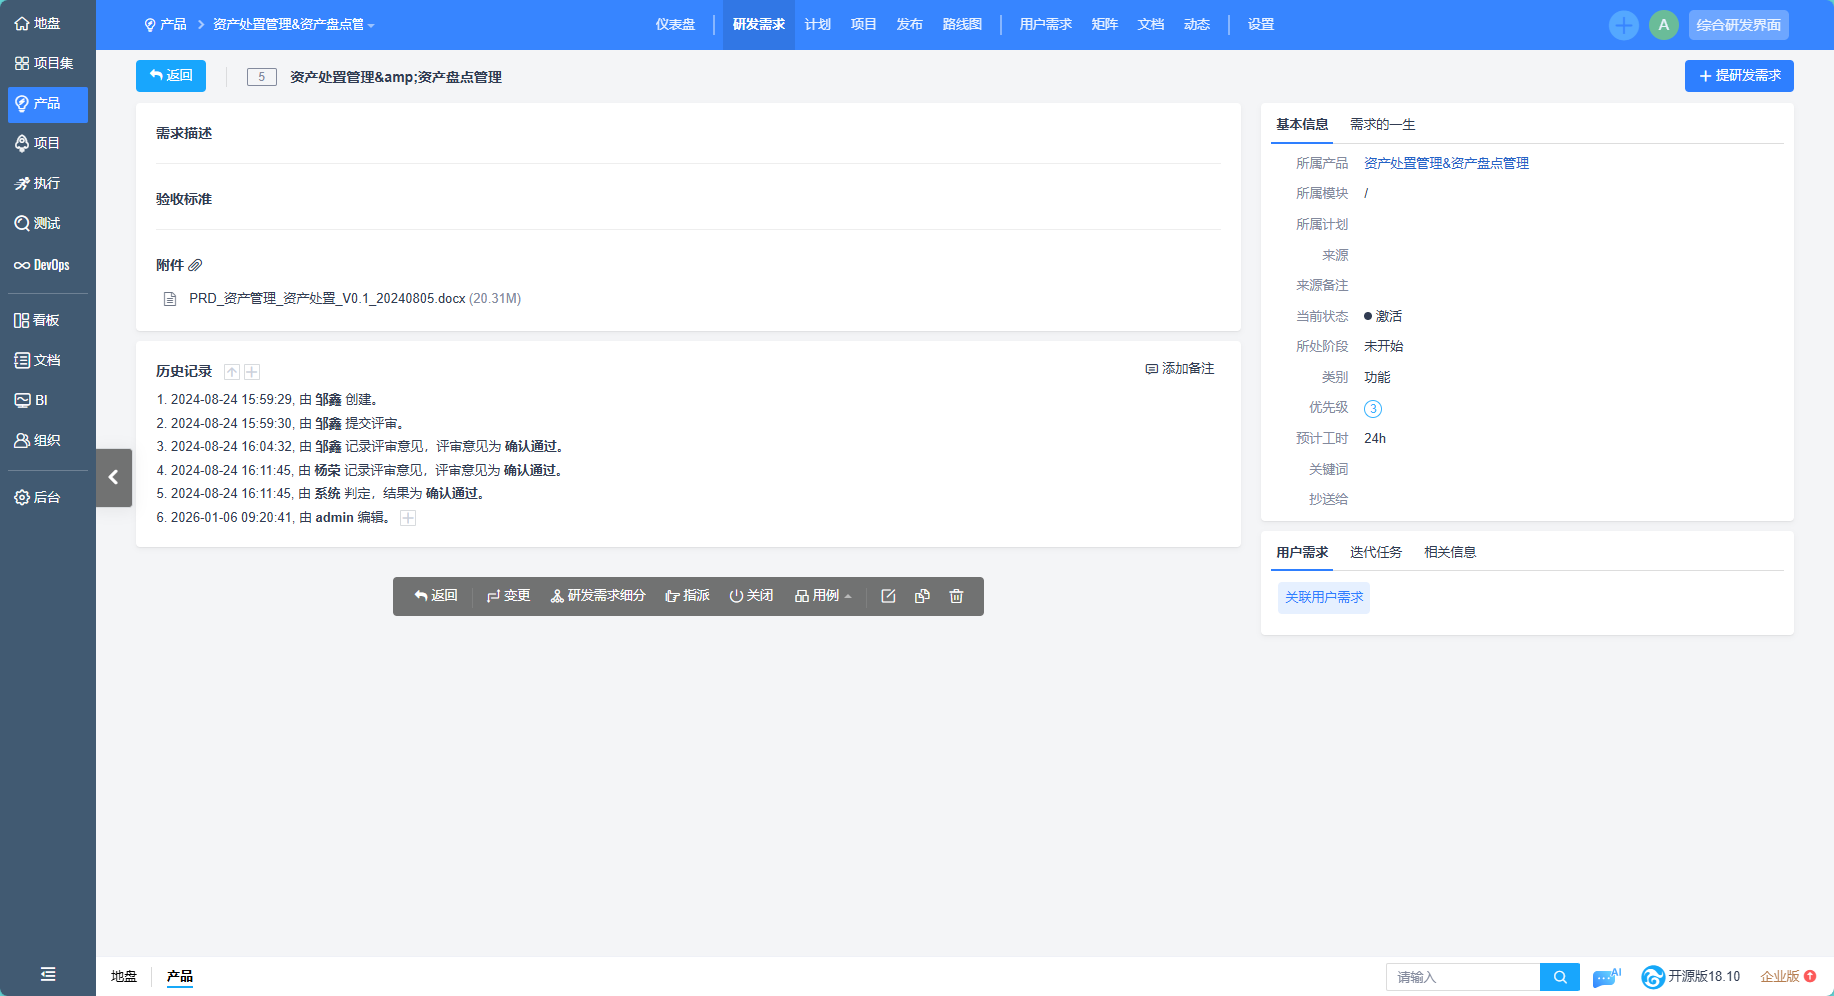 地盘
项目集
产品
项目
执行
测试
DevOps
看板
文档
BI
组织
后台
产品 资产处置管理&资产盘点管
仪表盘 研发需求 计划 项目 发布 路线图 用户需求 矩阵 文档 动态 设置
A 综合研发界面
返回 5 资产处置管理&amp;资产盘点管理
提研发需求
需求描述
验收标准
附件
PRD_资产管理_资产处置_V0.1_20240805.docx (20.31M)
历史记录
添加备注
1. 2024-08-24 15:59:29, 由 邹鑫 创建。
2. 2024-08-24 15:59:30, 由 邹鑫 提交评审。
3. 2024-08-24 16:04:32, 由 邹鑫 记录评审意见，评审意见为 确认通过。
4. 2024-08-24 16:11:45, 由 杨荣 记录评审意见，评审意见为 确认通过。
5. 2024-08-24 16:11:45, 由 系统 判定，结果为 确认通过。
6. 2026-01-06 09:20:41, 由 admin 编辑。
返回 变更 研发需求细分 指派 关闭 用例
基本信息 需求的一生
所属产品 资产处置管理&资产盘点管理
所属模块 /
所属计划
来源
来源备注
当前状态 激活
所处阶段 未开始
类别 功能
优先级 3
预计工时 24h
关键词
抄送给
用户需求 迭代任务 相关信息
关联用户需求
地盘 产品
请输入 AI 开源版18.10 企业版